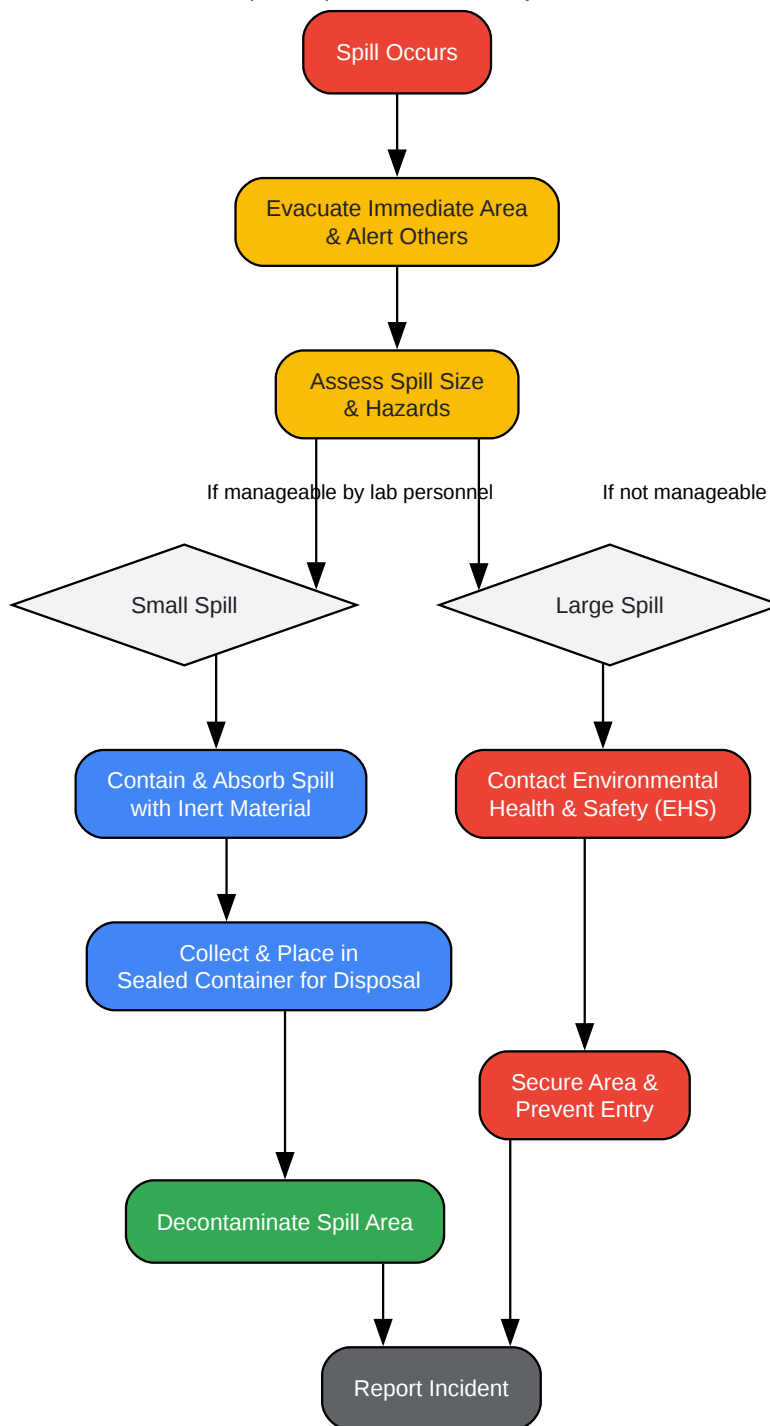 Spill Occurs
Evacuate Immediate Area
& Alert Others
Assess Spill Size
& Hazards
If manageable by lab personnel
If not manageable
Small Spill
Large Spill
Contain & Absorb Spill
with Inert Material
Contact Environmental
Health & Safety (EHS)
Collect & Place in
Sealed Container for Disposal
Secure Area &
Prevent Entry
Decontaminate Spill Area
Report Incident